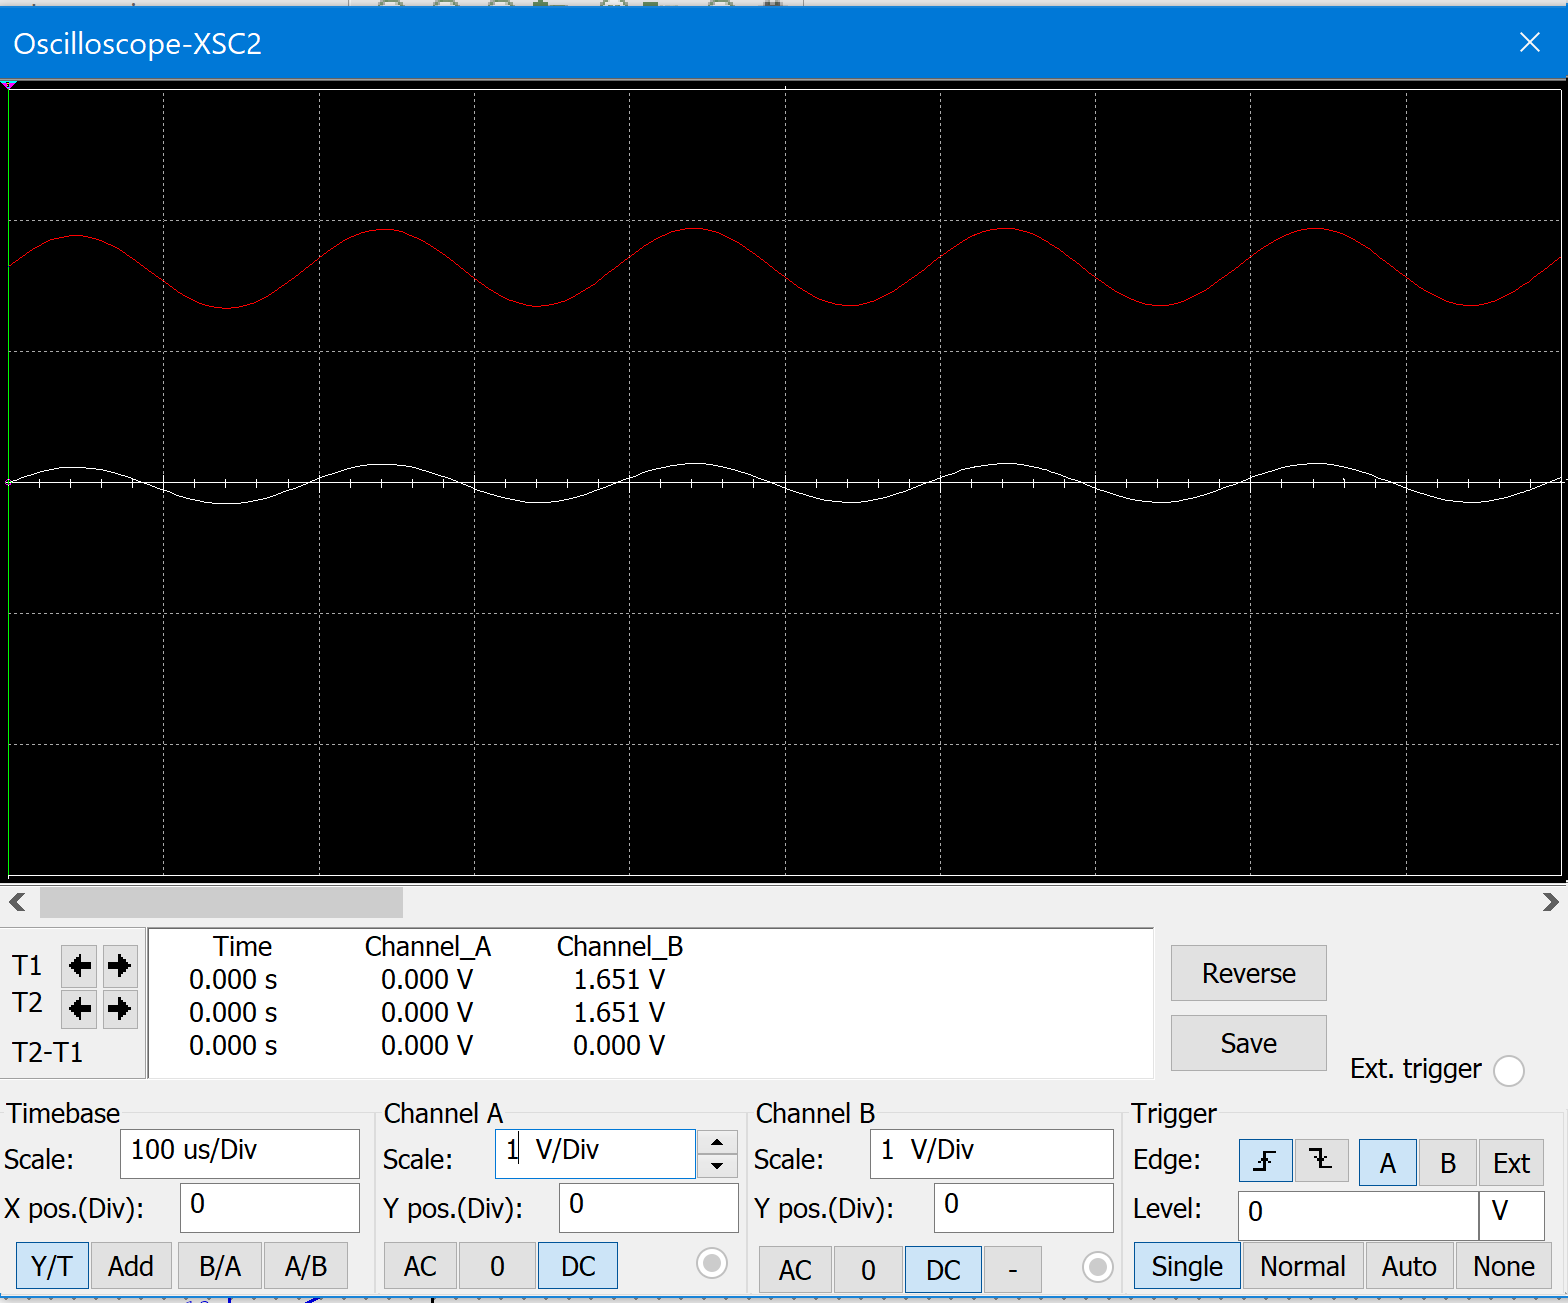 Oscilloscope-XSC2
Time Channel_A Channel_B
T1 0.000 s 0.000 V 1.651 V
T2 0.000 s 0.000 V 1.651 V
T2-T1 0.000 s 0.000 V 0.000 V
Reverse
Save
Ext. trigger
Timebase
Scale: 100 us/Div
X pos.(Div): 0
Y/T Add B/A A/B
Channel A
Scale: 1 V/Div
Y pos.(Div): 0
AC 0 DC
Channel B
Scale: 1 V/Div
Y pos.(Div): 0
AC 0 DC -
Trigger
Edge: A B Ext
Level: 0 V
Single Normal Auto None